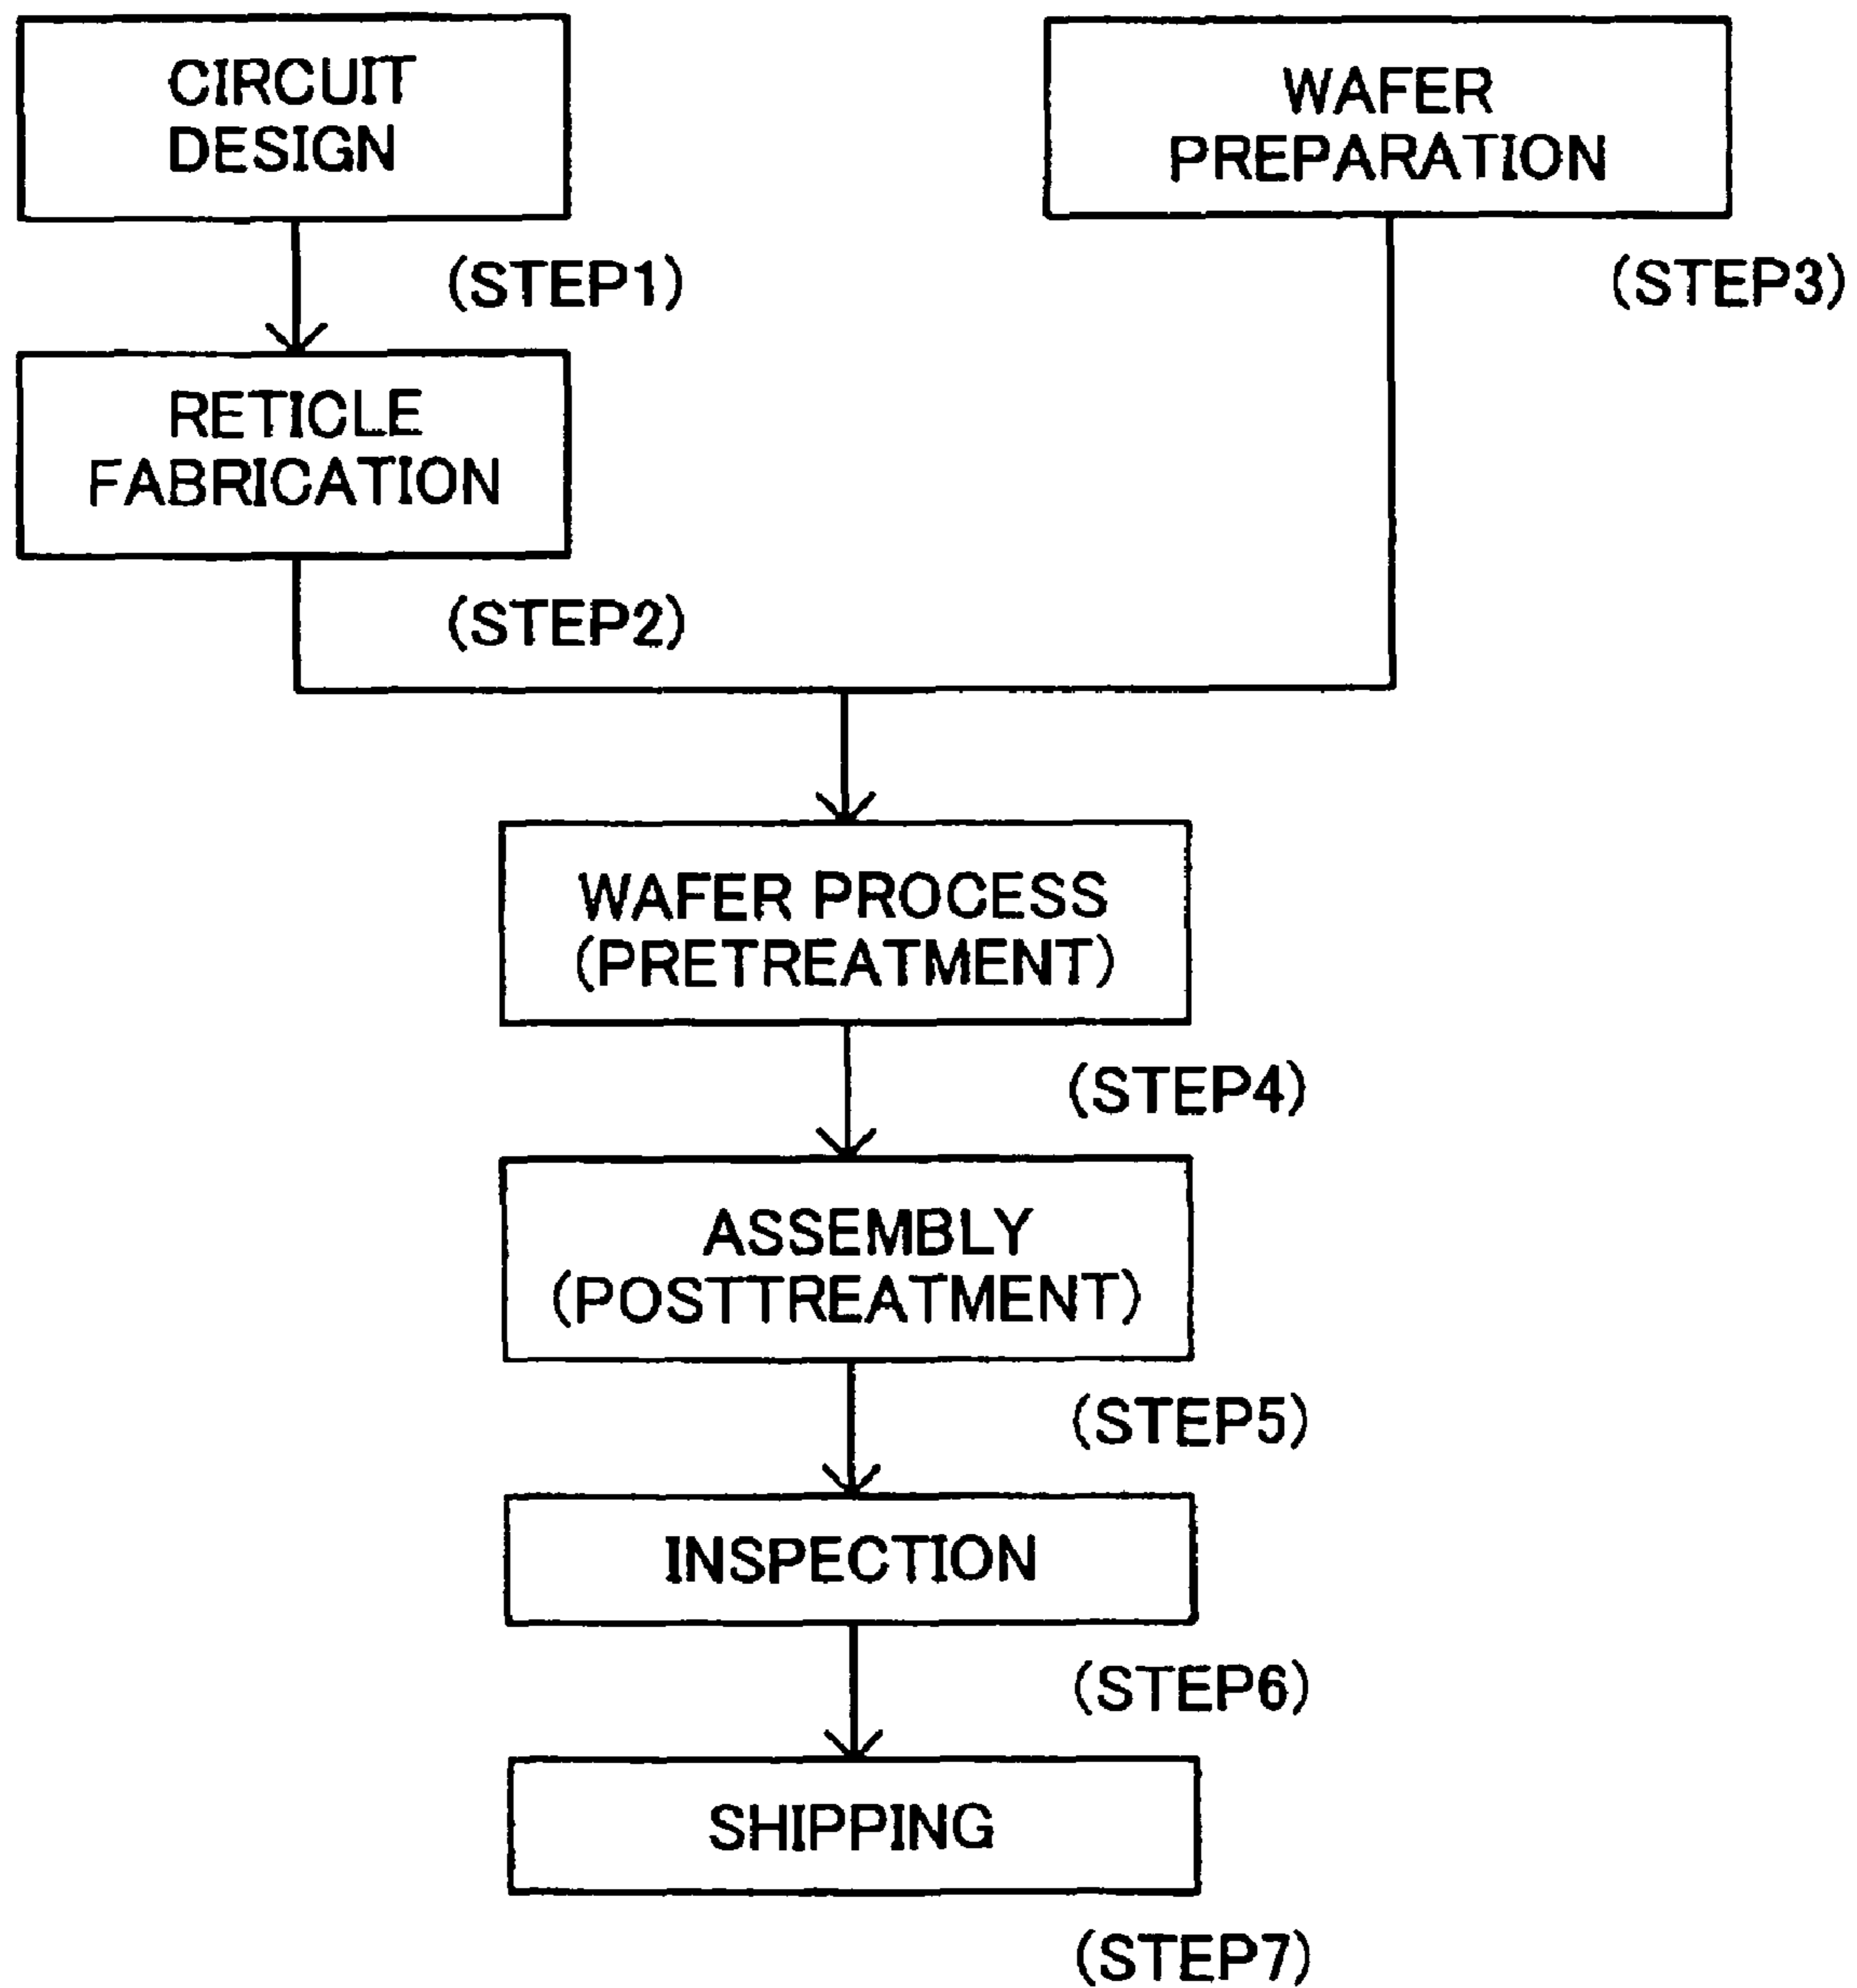 CIRCUIT
DESIGN
(STEP1)
WAFER
PREPARATION
(STEP3)
RETICLE
FABRICATION
(STEP2)
WAFER PROCESS
(PRETREATMENT)
(STEP4)
ASSEMBLY
(POSTTREATMENT)
(STEP5)
INSPECTION
(STEP6)
SHIPPING
(STEP7)